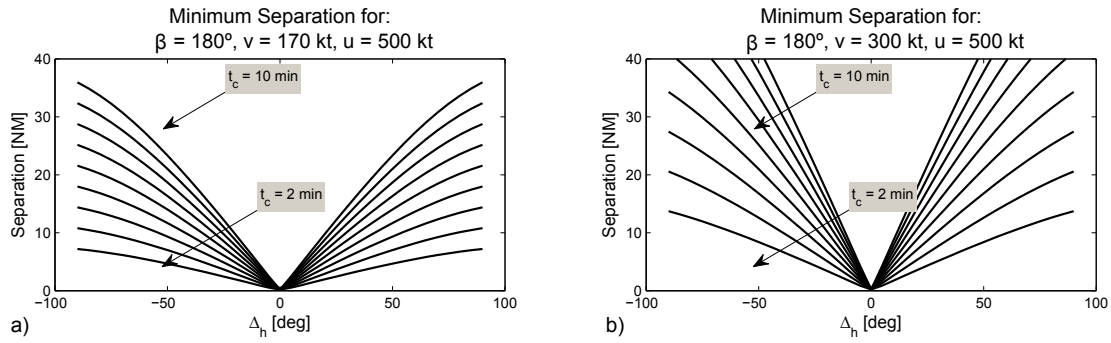 Minimum Separation for:
β = 180º, v = 170 kt, u = 500 kt
40
30
20
10
0
Separation [NM]
t_c = 10 min
t_c = 2 min
−100
−50
0
50
100
Δ_h [deg]
a)
Minimum Separation for:
β = 180º, v = 300 kt, u = 500 kt
40
30
20
10
0
Separation [NM]
t_c = 10 min
t_c = 2 min
−100
−50
0
50
100
Δ_h [deg]
b)